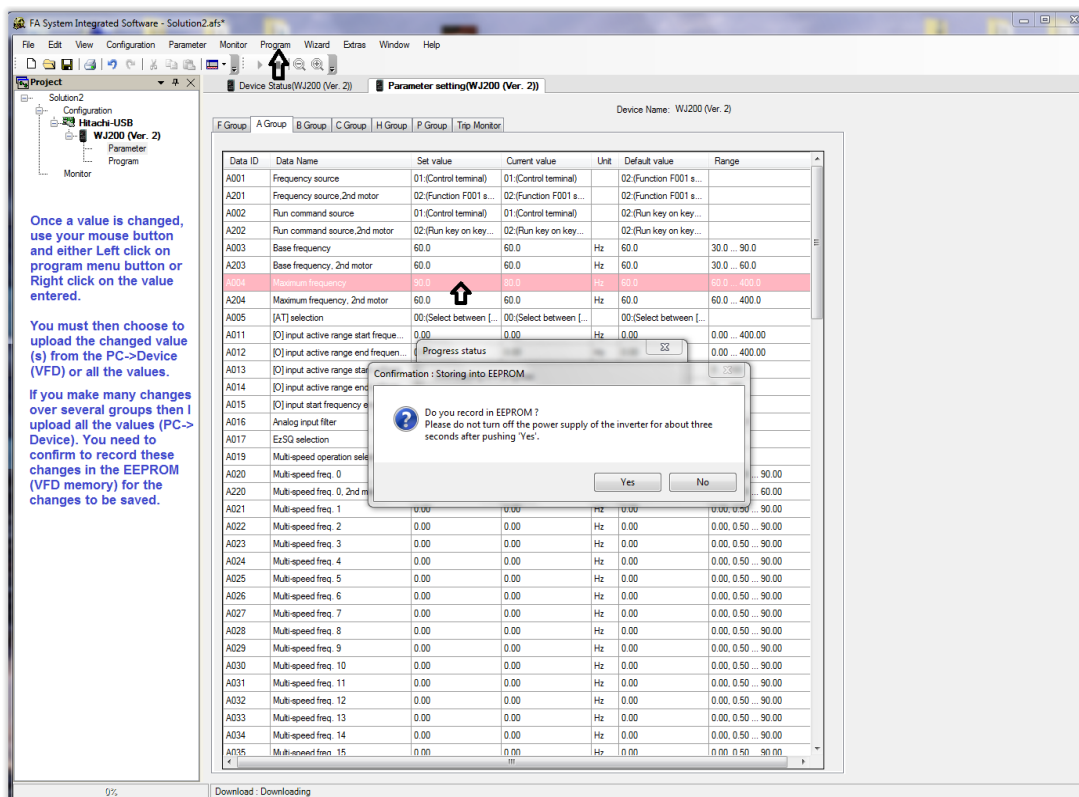 FA System Integrated Software - Solution2.afs*
File Edit View Configuration Parameter Monitor Program Wizard Extras Window Help
Project
Solution2
Configuration
Hitachi-USB
WJ200 (Ver. 2)
Parameter
Program
Monitor
Once a value is changed,
use your mouse button
and either Left click on
program menu button or
Right click on the value
entered.
You must then choose to
upload the changed value
(s) from the PC->Device
(VFD) or all the values.
If you make many changes
over several groups then I
upload all the values (PC->
Device). You need to
confirm to record these
changes in the EEPROM
(VFD memory) for the
changes to be saved.
Device Status(WJ200 (Ver. 2)) Parameter setting(WJ200 (Ver. 2))
Device Name: WJ200 (Ver. 2)
F Group A Group B Group C Group H Group P Group Trip Monitor
Data ID Data Name Set value Current value Unit Default value Range
A001 Frequency source 01:(Control terminal) 01:(Control terminal) 02:(Function F001 s...
A201 Frequency source,2nd motor 02:(Function F001 s... 02:(Function F001 s... 02:(Function F001 s...
A002 Run command source 01:(Control terminal) 01:(Control terminal) 02:(Run key on key...
A202 Run command source,2nd motor 02:(Run key on key... 02:(Run key on key... 02:(Run key on key...
A003 Base frequency 60.0 60.0 Hz 60.0 30.0 ... 90.0
A203 Base frequency, 2nd motor 60.0 60.0 Hz 60.0 30.0 ... 60.0
A004 Maximum frequency 90.0 80.0 Hz 60.0 60.0 ... 400.0
A204 Maximum frequency, 2nd motor 60.0 60.0 Hz 60.0 60.0 ... 400.0
A005 [AT] selection 00:(Select between [... 00:(Select between [... 00:(Select between [...
A011 [O] input active range start freque... 0.00 0.00 Hz 0.00 0.00 ... 400.00
A012 [O] input active range end frequen... 0.00 ... 400.00
A013 [O] input active range star
A014 [O] input active range end
A015 [O] input start frequency e
A016 Analog input filter
A017 EzSQ selection
A019 Multi-speed operation sele
A020 Multi-speed freq. 0 ... 90.00
A220 Multi-speed freq. 0, 2nd m ... 60.00
Progress status
Confirmation : Storing into EEPROM
Do you record in EEPROM ?
Please do not turn off the power supply of the inverter for about three
seconds after pushing 'Yes'.
Yes No
A021 Multi-speed freq. 1 0.00 0.00 Hz 0.00 0.00, 0.50 ... 90.00
A022 Multi-speed freq. 2 0.00 0.00 Hz 0.00 0.00, 0.50 ... 90.00
A023 Multi-speed freq. 3 0.00 0.00 Hz 0.00 0.00, 0.50 ... 90.00
A024 Multi-speed freq. 4 0.00 0.00 Hz 0.00 0.00, 0.50 ... 90.00
A025 Multi-speed freq. 5 0.00 0.00 Hz 0.00 0.00, 0.50 ... 90.00
A026 Multi-speed freq. 6 0.00 0.00 Hz 0.00 0.00, 0.50 ... 90.00
A027 Multi-speed freq. 7 0.00 0.00 Hz 0.00 0.00, 0.50 ... 90.00
A028 Multi-speed freq. 8 0.00 0.00 Hz 0.00 0.00, 0.50 ... 90.00
A029 Multi-speed freq. 9 0.00 0.00 Hz 0.00 0.00, 0.50 ... 90.00
A030 Multi-speed freq. 10 0.00 0.00 Hz 0.00 0.00, 0.50 ... 90.00
A031 Multi-speed freq. 11 0.00 0.00 Hz 0.00 0.00, 0.50 ... 90.00
A032 Multi-speed freq. 12 0.00 0.00 Hz 0.00 0.00, 0.50 ... 90.00
A033 Multi-speed freq. 13 0.00 0.00 Hz 0.00 0.00, 0.50 ... 90.00
A034 Multi-speed freq. 14 0.00 0.00 Hz 0.00 0.00, 0.50 ... 90.00
A035 Multi-speed freq. 15 0.00 0.00 Hz 0.00 0.00, 0.50 ... 90.00
0% Download : Downloading